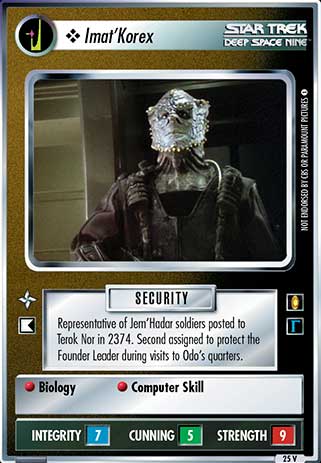 ❖ Imat'Korex
STAR TREK
DEEP SPACE NINE
NOT ENDORSED BY CBS OR PARAMOUNT PICTURES
SECURITY
Representative of Jem'Hadar soldiers posted to
Terok Nor in 2374. Second assigned to protect the
Founder Leader during visits to Odo's quarters.
Biology Computer Skill
INTEGRITY 7 CUNNING 5 STRENGTH 9
25 V